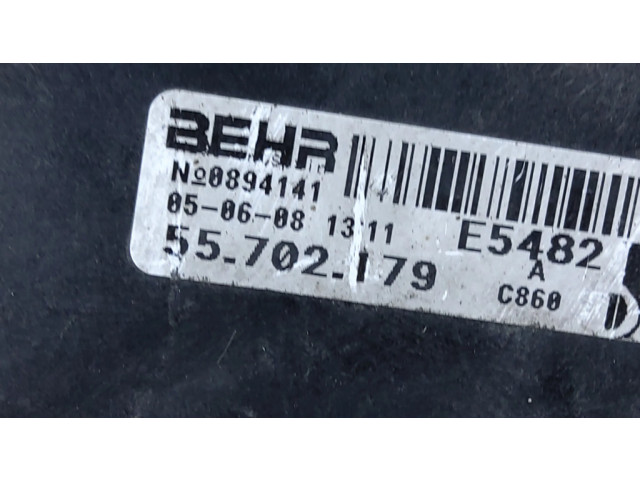 BEHR
№0894141
05-06-08 13:11 E5482
55.702.179 A
C860 D